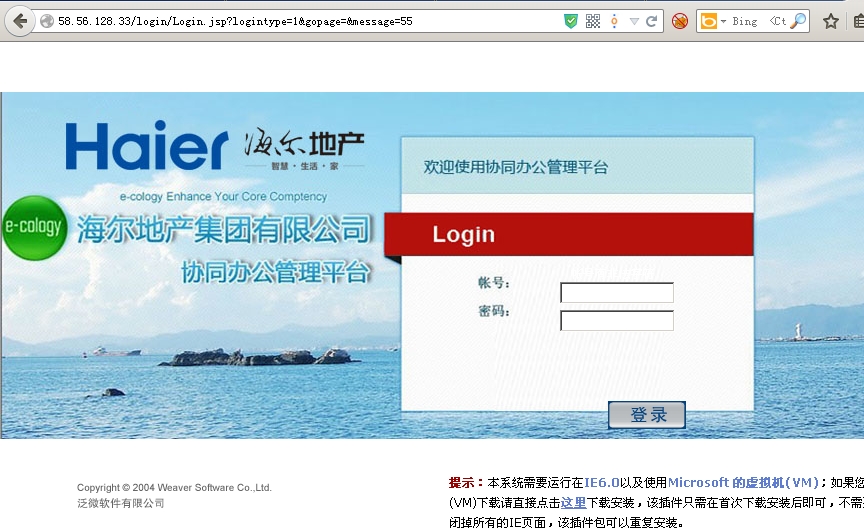 58.56.128.33/login/Login.jsp?logintype=1&gopage=&message=55
Bing <Ct
Haier 海尔地产
智慧·生活·家
e-cology Enhance Your Core Comptency
e-cology
海尔地产集团有限公司
协同办公管理平台
欢迎使用协同办公管理平台
Login
帐号：
密码：
登录
Copyright © 2004 Weaver Software Co.,Ltd.
泛微软件有限公司
提示：本系统需要运行在IE6.0以及使用Microsoft 的虚拟机(VM)；如果您
(VM)下载请直接点击这里下载安装，该插件只需在首次下载安装后即可，不需
闭掉所有的IE页面，该插件包可以重复安装。